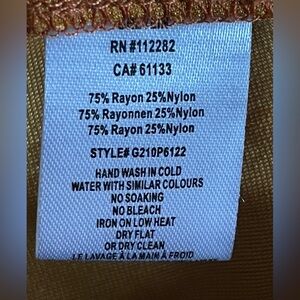 RN #112282
CA# 61133
75% Rayon 25%Nylon
75% Rayonnen 25%Nylon
75% Rayon 25%Nylon
STYLE# G210P6122
HAND WASH IN COLD
WATER WITH SIMILAR COLOURS
NO SOAKING
NO BLEACH
IRON ON LOW HEAT
DRY FLAT
OR DRY CLEAN
LE LAVAGE À LA MAIN À FROID